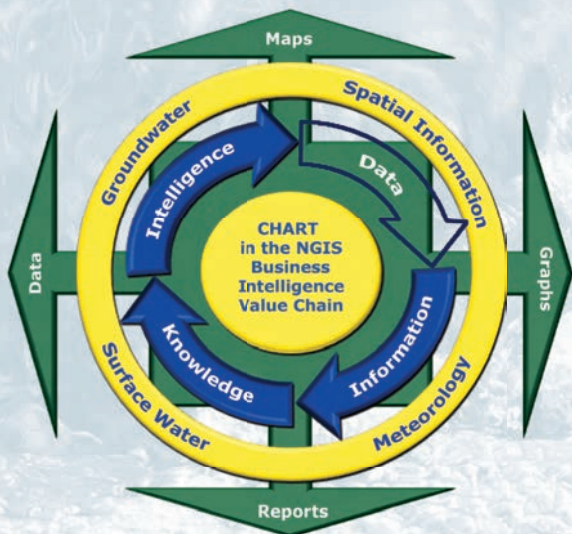 Maps
Groundwater
Spatial Information
Intelligence
Data
CHART
in the NGIS
Business
Intelligence
Value Chain
Data
Graphs
Knowledge
Information
Surface Water
Meteorology
Reports